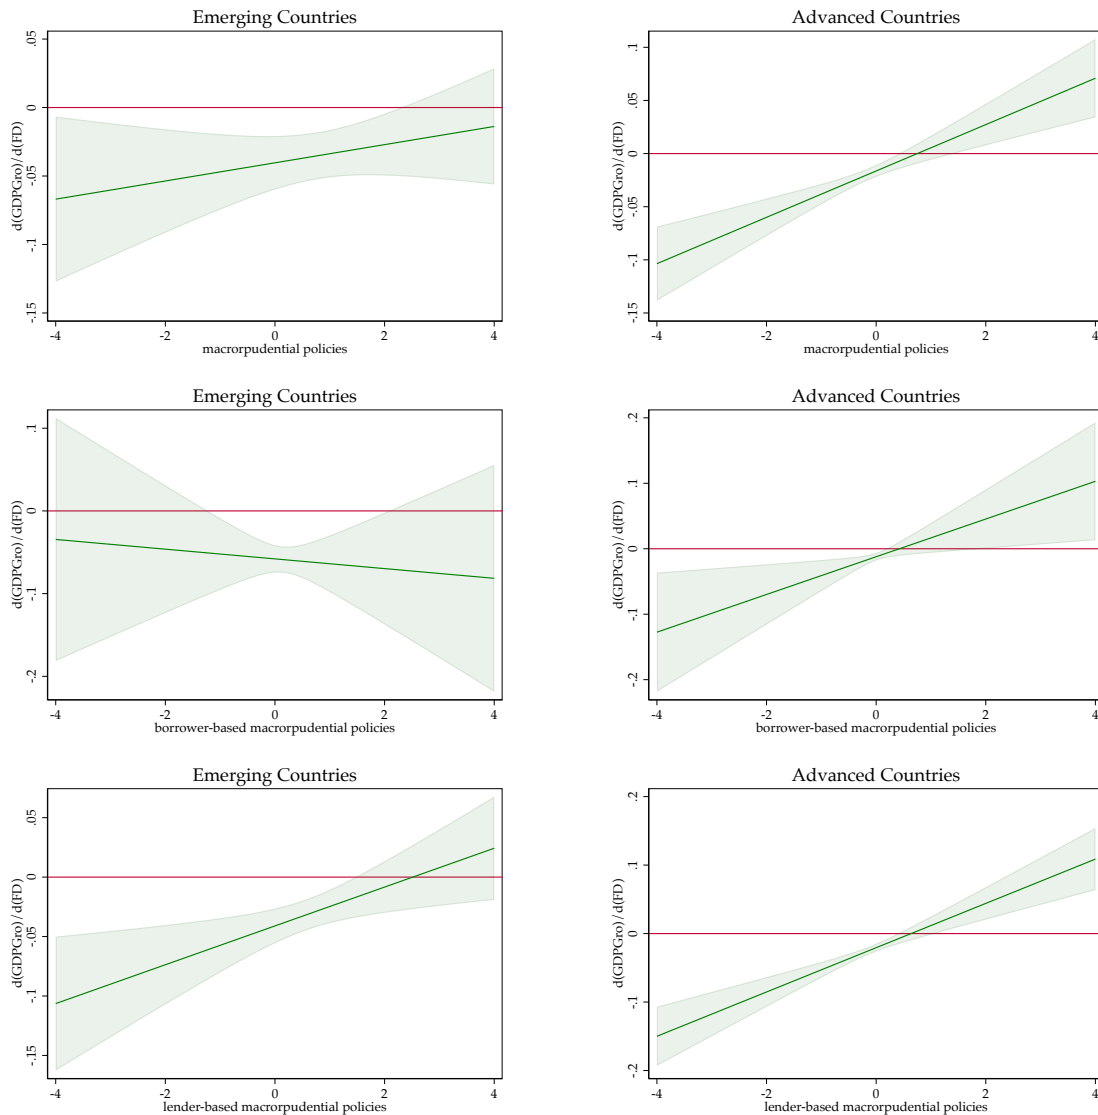 Emerging Countries
d(GDPGro)/d(FD)
.05
0
-.05
-.1
-.15
-4 -2 0 2 4
macrorpudential policies
Advanced Countries
d(GDPGro)/d(FD)
.1
.05
0
-.05
-.1
-.15
-4 -2 0 2 4
macrorpudential policies
Emerging Countries
d(GDPGro)/d(FD)
.1
0
-.1
-.2
-4 -2 0 2 4
borrower-based macrorpudential policies
Advanced Countries
d(GDPGro)/d(FD)
.2
.1
0
-.1
-.2
-4 -2 0 2 4
borrower-based macrorpudential policies
Emerging Countries
d(GDPGro)/d(FD)
.05
0
-.05
-.1
-.15
-4 -2 0 2 4
lender-based macrorpudential policies
Advanced Countries
d(GDPGro)/d(FD)
.2
.1
0
-.1
-.2
-4 -2 0 2 4
lender-based macrorpudential policies